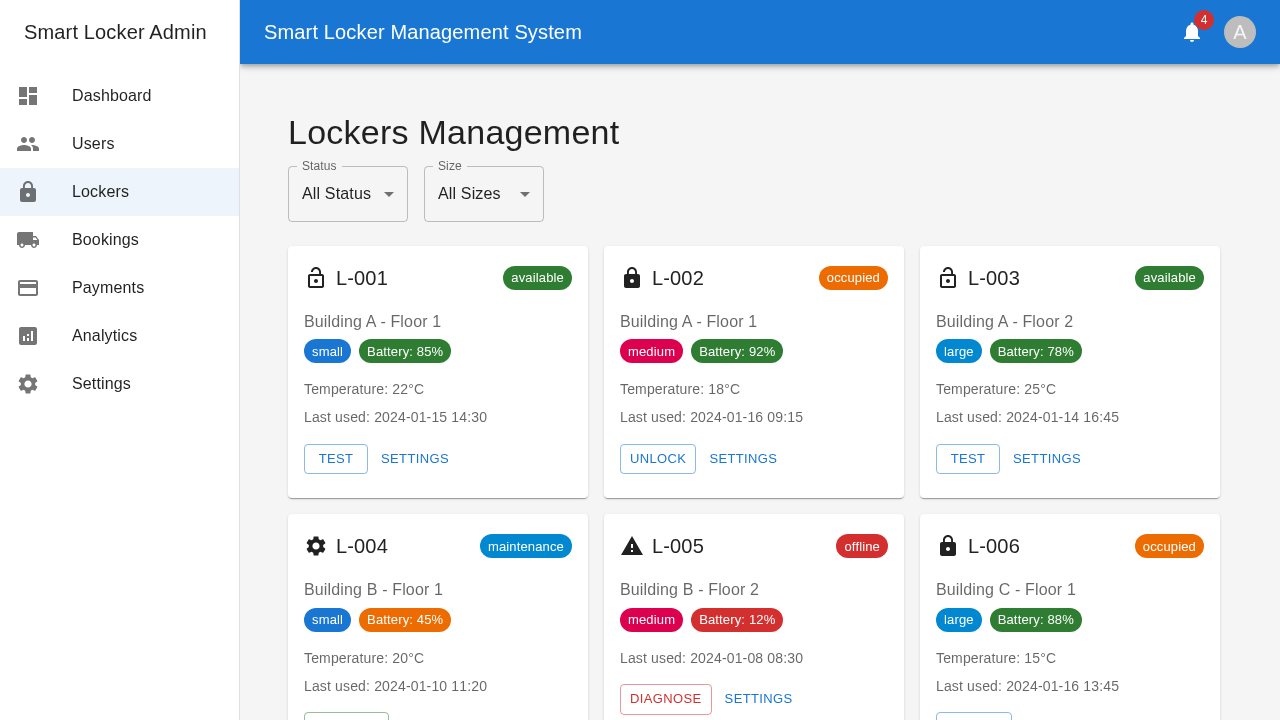 Smart Locker Admin
Smart Locker Management System
4
A
Dashboard
Users
Lockers
Bookings
Payments
Analytics
Settings
Lockers Management
Status
Size
All Status
All Sizes
L-001
available
Building A - Floor 1
small
Battery: 85%
Temperature: 22°C
Last used: 2024-01-15 14:30
TEST
SETTINGS
L-002
occupied
Building A - Floor 1
medium
Battery: 92%
Temperature: 18°C
Last used: 2024-01-16 09:15
UNLOCK
SETTINGS
L-003
available
Building A - Floor 2
large
Battery: 78%
Temperature: 25°C
Last used: 2024-01-14 16:45
TEST
SETTINGS
L-004
maintenance
Building B - Floor 1
small
Battery: 45%
Temperature: 20°C
Last used: 2024-01-10 11:20
L-005
offline
Building B - Floor 2
medium
Battery: 12%
Last used: 2024-01-08 08:30
DIAGNOSE
SETTINGS
L-006
occupied
Building C - Floor 1
large
Battery: 88%
Temperature: 15°C
Last used: 2024-01-16 13:45